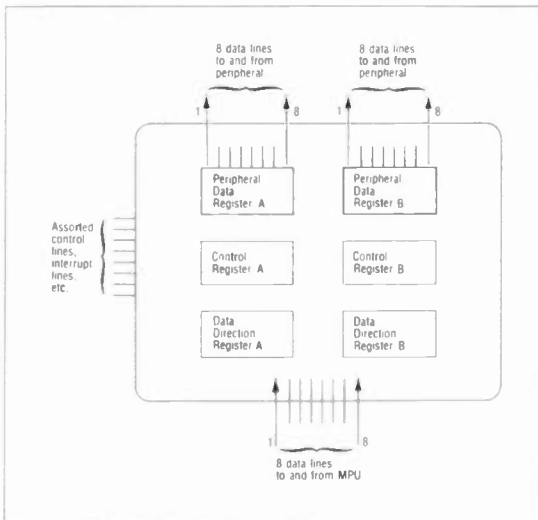 8 data lines
to and from
peripheral
8 data lines
to and from
peripheral
1
8
1
8
Peripheral
Data
Register A
Peripheral
Data
Register B
Assorted
control
lines,
interrupt
lines.
etc.
Control
Register A
Control
Register B
Data
Direction
Register A
Data
Direction
Register B
1
8
8 data lines
to and from MPU